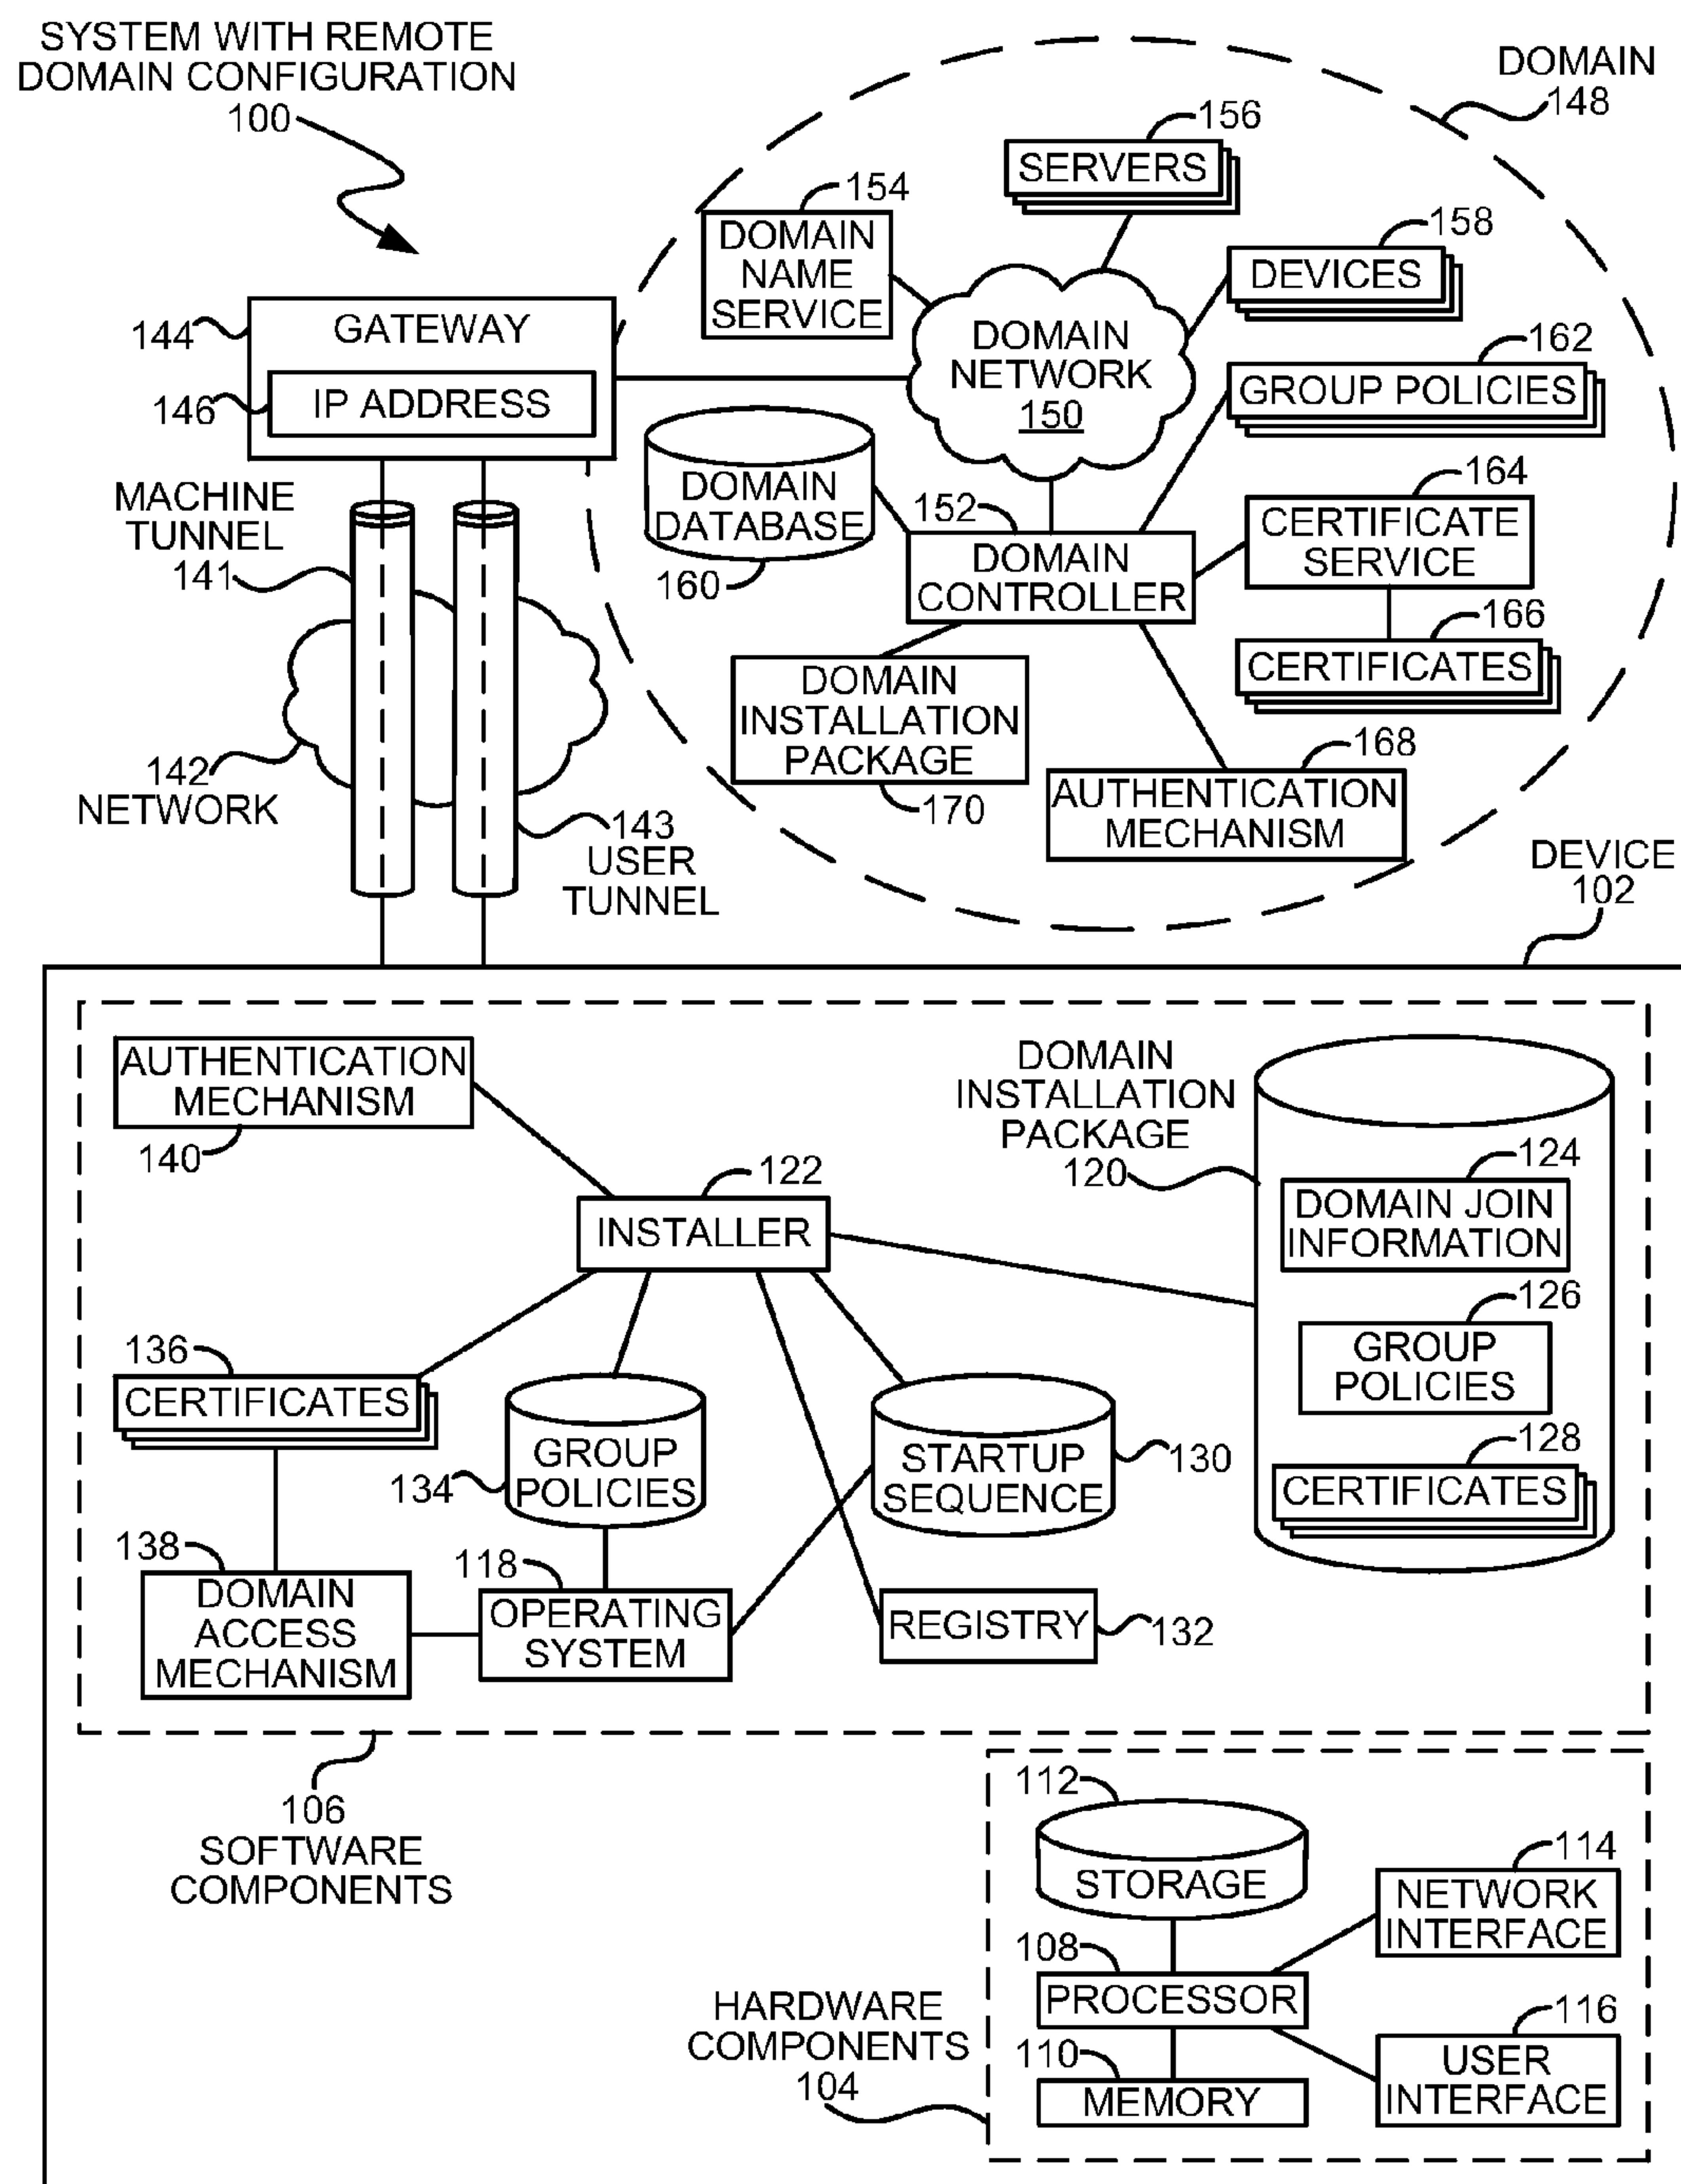 SYSTEM WITH REMOTE
DOMAIN CONFIGURATION
100
DOMAIN
148
156
SERVERS
154
DOMAIN
NAME
SERVICE
158
DEVICES
144
GATEWAY
146
IP ADDRESS
DOMAIN
NETWORK
150
162
GROUP POLICIES
DOMAIN
DATABASE
160
152
DOMAIN
CONTROLLER
164
CERTIFICATE
SERVICE
166
CERTIFICATES
MACHINE
TUNNEL
141
142
NETWORK
143
USER
TUNNEL
DOMAIN
INSTALLATION
PACKAGE
170
168
AUTHENTICATION
MECHANISM
DEVICE
102
AUTHENTICATION
MECHANISM
140
DOMAIN
INSTALLATION
PACKAGE
120
122
INSTALLER
124
DOMAIN JOIN
INFORMATION
126
GROUP
POLICIES
128
CERTIFICATES
136
CERTIFICATES
134
GROUP
POLICIES
STARTUP
SEQUENCE
130
138
DOMAIN
ACCESS
MECHANISM
118
OPERATING
SYSTEM
REGISTRY
132
106
SOFTWARE
COMPONENTS
112
STORAGE
114
NETWORK
INTERFACE
108
PROCESSOR
116
USER
INTERFACE
110
MEMORY
HARDWARE
COMPONENTS
104